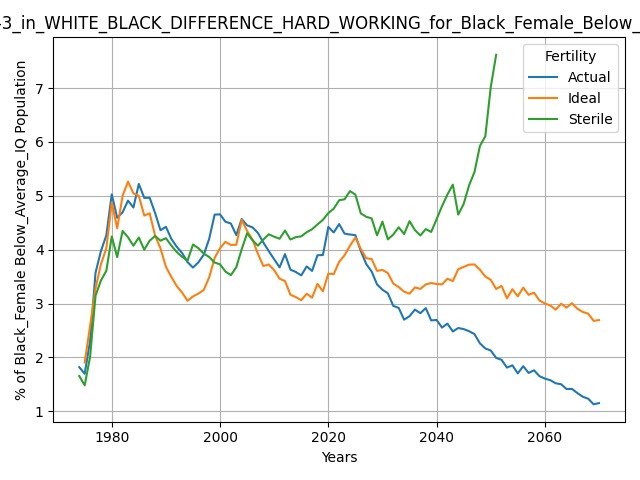 -3_in_WHITE_BLACK_DIFFERENCE_HARD_WORKING_for_Black_Female_Below_
% of Black_Female Below_Average_IQ Population
7
6
5
4
3
2
1
Fertility
Actual
Ideal
Sterile
1980 2000 2020 2040 2060
Years